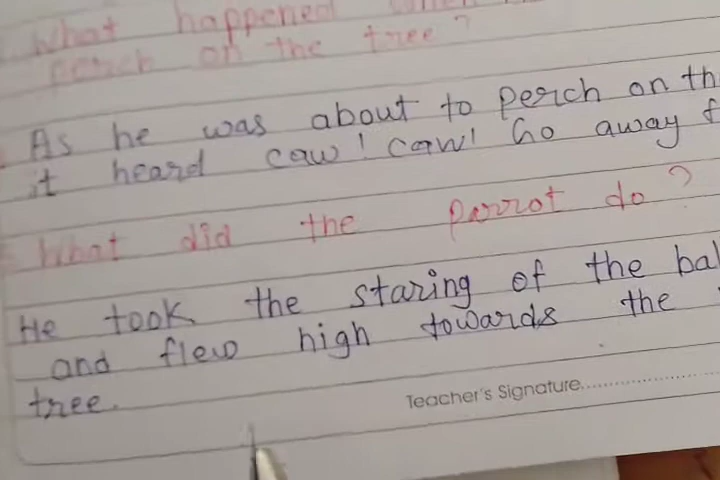 What happened
perch on the tree?
As he was about to perch on th
it heard caw! caw! Go away f
What did the Parrot do?
He took the staring of the bal
and flew high towards the
tree.
Teacher's Signature